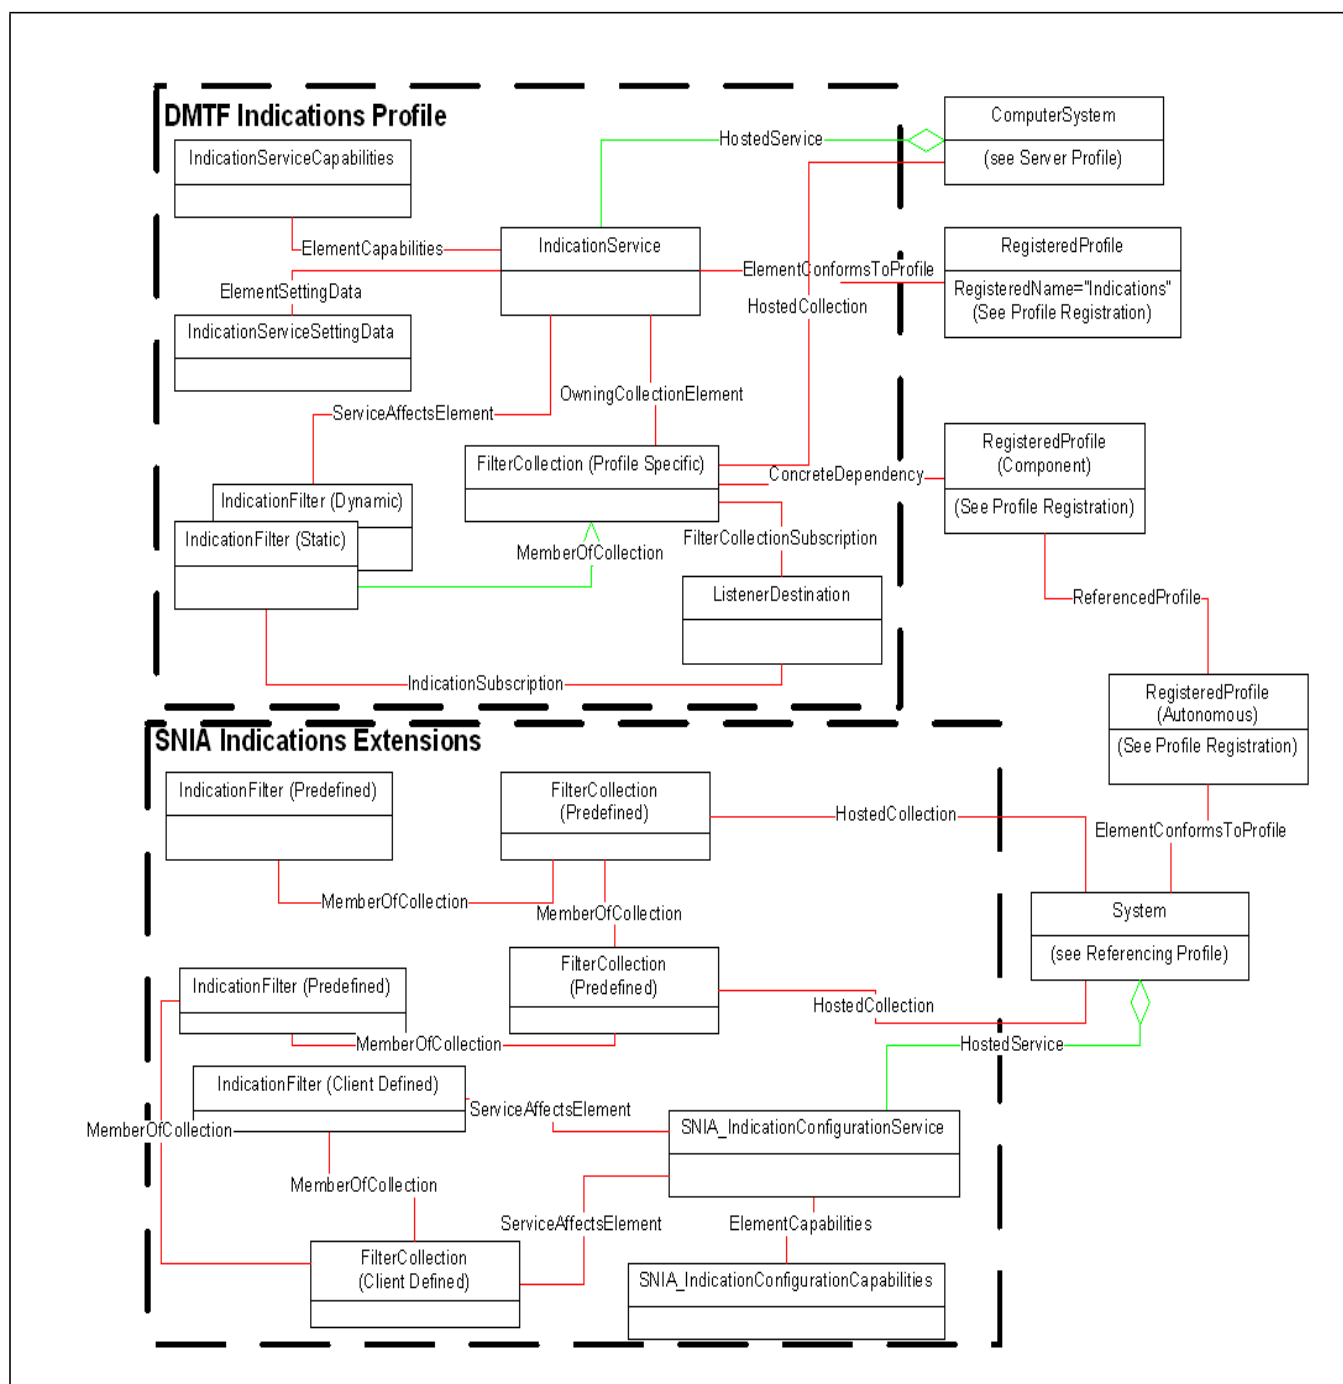 DMTF Indications Profile
ComputerSystem
(see Server Profile)
HostedService
IndicationServiceCapabilities
ElementCapabilities
IndicationService
RegisteredProfile
RegisteredName="Indications"
(See Profile Registration)
ElementConformsToProfile
ElementSettingData
HostedCollection
IndicationServiceSettingData
OwningCollectionElement
ServiceAffectsElement
FilterCollection (Profile Specific)
ConcreteDependency
RegisteredProfile
(Component)
(See Profile Registration)
IndicationFilter (Dynamic)
IndicationFilter (Static)
MemberOfCollection
FilterCollectionSubscription
ListenerDestination
ReferencedProfile
IndicationSubscription
RegisteredProfile
(Autonomous)
(See Profile Registration)
SNIA Indications Extensions
IndicationFilter (Predefined)
FilterCollection
(Predefined)
HostedCollection
ElementConformsToProfile
MemberOfCollection
MemberOfCollection
System
(see Referencing Profile)
IndicationFilter (Predefined)
FilterCollection
(Predefined)
HostedCollection
MemberOfCollection
HostedService
IndicationFilter (Client Defined)
ServiceAffectsElement
MemberOfCollection
SNIA_IndicationConfigurationService
MemberOfCollection
ServiceAffectsElement
ElementCapabilities
FilterCollection
(Client Defined)
SNIA_IndicationConfigurationCapabilities